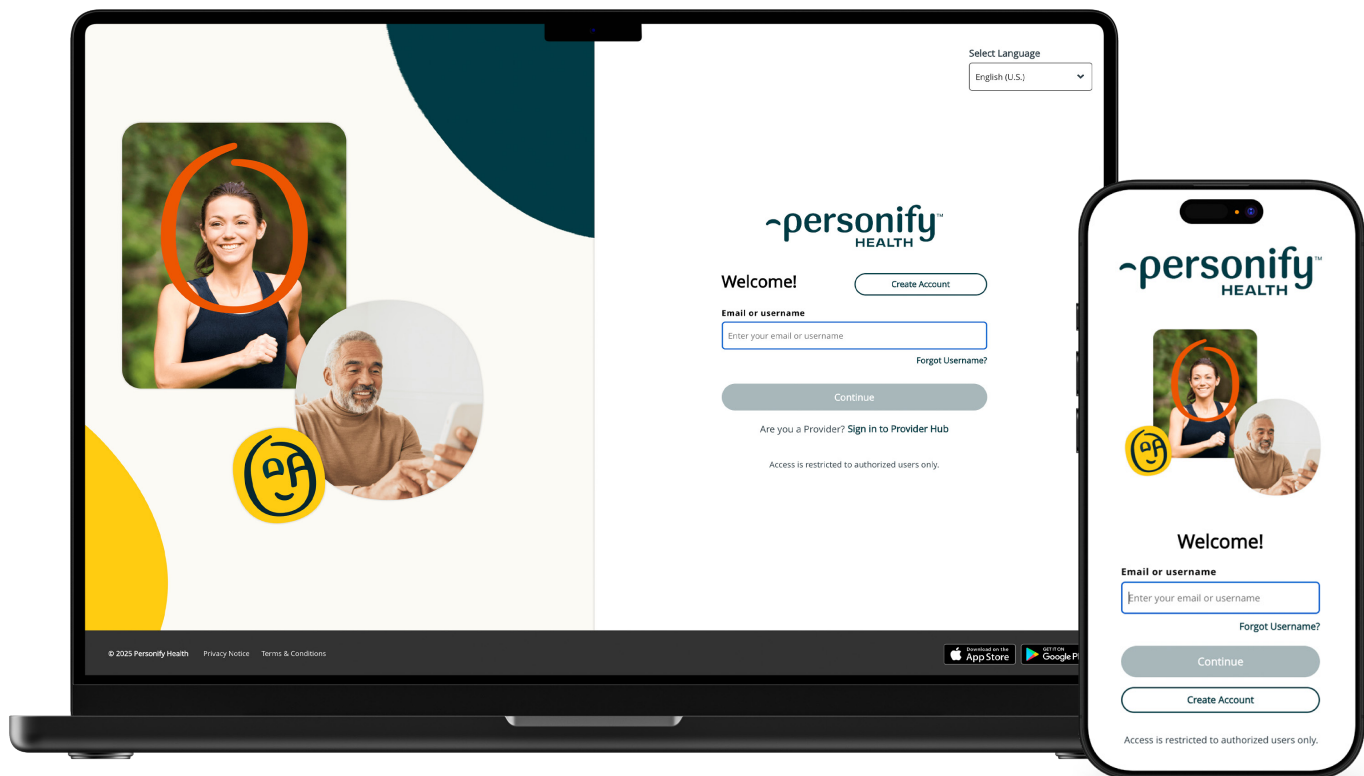 Select Language
English (U.S.)
~personify™
HEALTH
Welcome!
Create Account
Email or username
Enter your email or username
Forgot Username?
Continue
Are you a Provider? Sign in to Provider Hub
Access is restricted to authorized users only.
© 2025 Personify Health Privacy Notice Terms & Conditions
Download on the
App Store
GET IT ON
Google Pl
~personify™
HEALTH
Welcome!
Email or username
Enter your email or username
Forgot Username?
Continue
Create Account
Access is restricted to authorized users only.